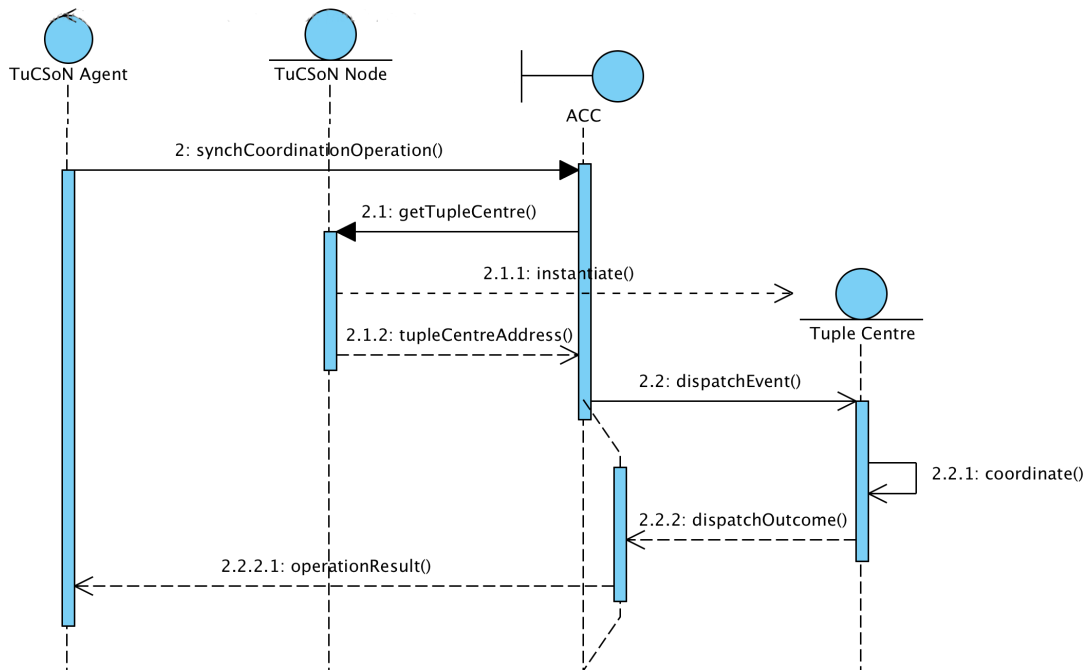 TuCSoN Agent
TuCSoN Node
ACC
2: synchCoordinationOperation()
2.1: getTupleCentre()
2.1.1: instantiate()
2.1.2: tupleCentreAddress()
Tuple Centre
2.2: dispatchEvent()
2.2.1: coordinate()
2.2.2: dispatchOutcome()
2.2.2.1: operationResult()